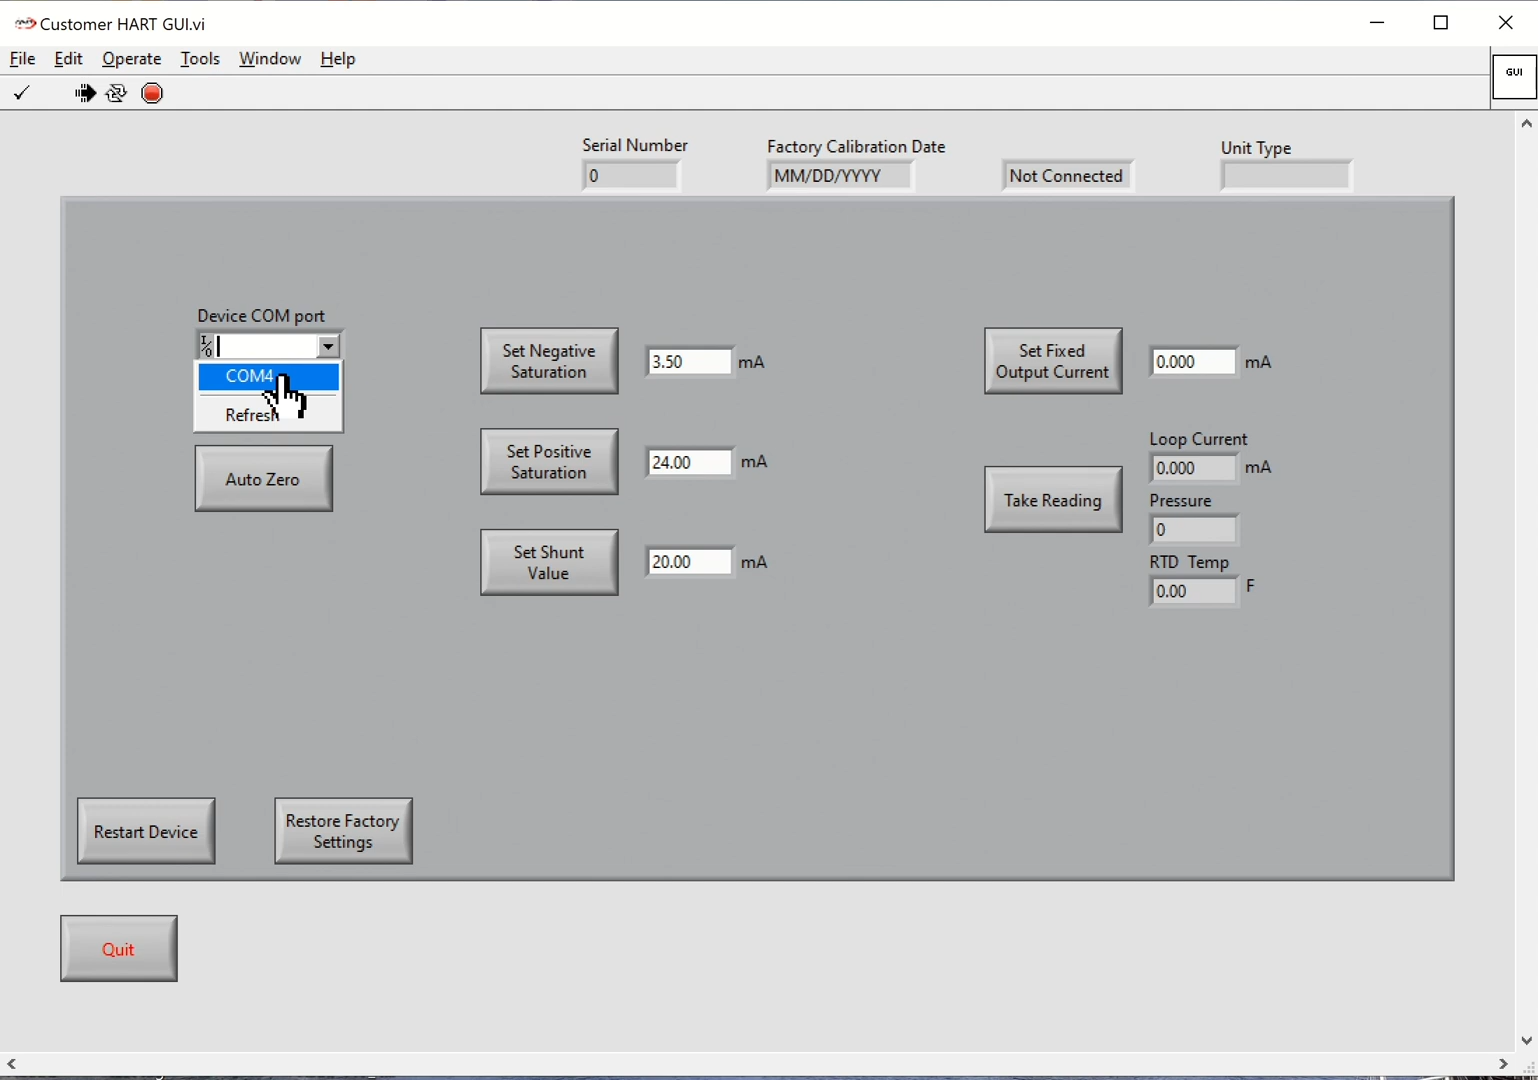 Customer HART GUI.vi
File Edit Operate Tools Window Help
GUI
Serial Number
0
Factory Calibration Date
MM/DD/YYYY
Not Connected
Unit Type
Device COM port
I/O
COM4
Refresh
Auto Zero
Set Negative
Saturation
3.50 mA
Set Positive
Saturation
24.00 mA
Set Shunt
Value
20.00 mA
Set Fixed
Output Current
0.000 mA
Take Reading
Loop Current
0.000 mA
Pressure
0
RTD Temp
0.00 F
Restart Device
Restore Factory
Settings
Quit